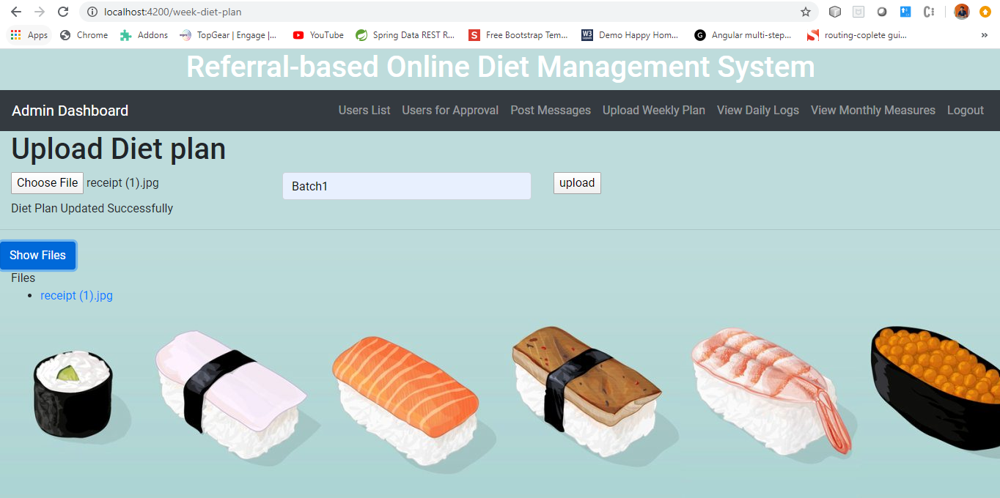 localhost:4200/week-diet-plan
Apps Chrome Addons TopGear | Engage |... YouTube Spring Data REST R... Free Bootstrap Tem... Demo Happy Hom... Angular multi-step... routing-coplete gui... »
Referral-based Online Diet Management System
Admin Dashboard Users List Users for Approval Post Messages Upload Weekly Plan View Daily Logs View Monthly Measures Logout
Upload Diet plan
Choose File receipt (1).jpg Batch1 upload
Diet Plan Updated Successfully
Show Files
Files
• receipt (1).jpg